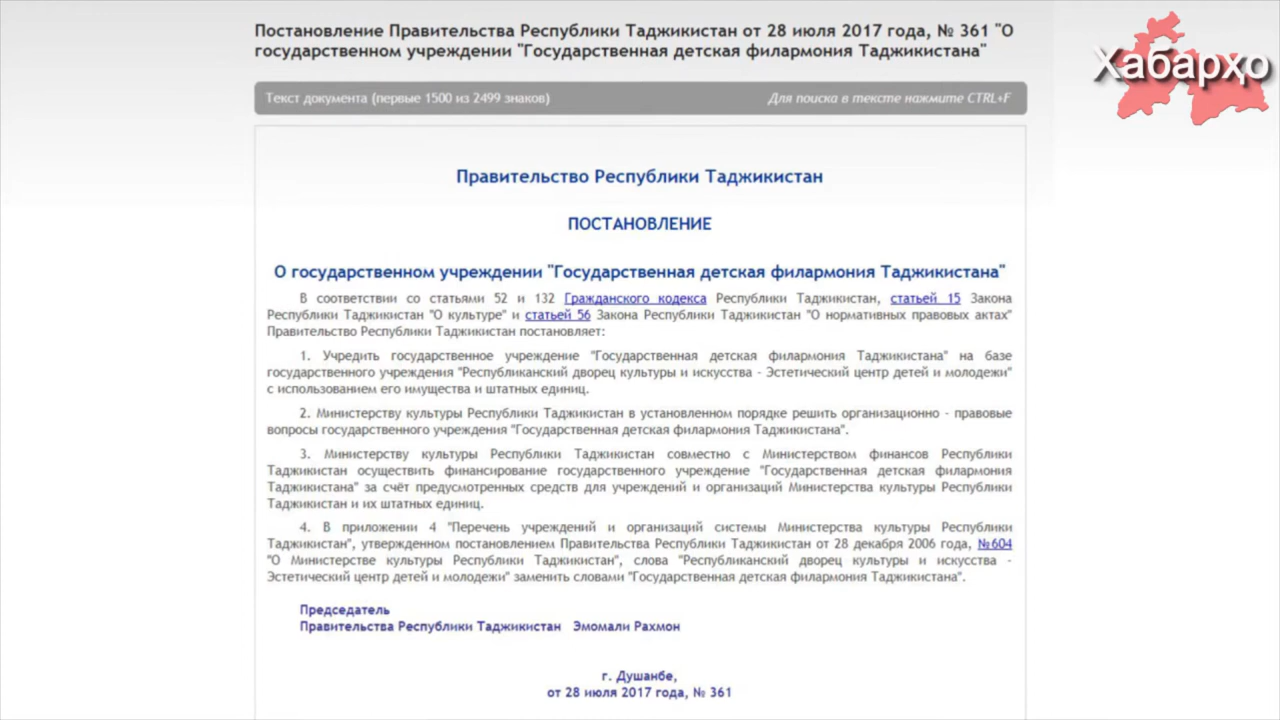 Постановление Правительства Республики Таджикистан от 28 июля 2017 года, № 361 "О
государственном учреждении "Государственная детская филармония Таджикистана"
Хабарҳо
Текст документа (первые 1500 из 2499 знаков)
Для поиска в тексте нажмите CTRL+F
Правительство Республики Таджикистан
ПОСТАНОВЛЕНИЕ
О государственном учреждении "Государственная детская филармония Таджикистана"
В соответствии со статьями 52 и 132 Гражданского кодекса Республики Таджикистан, статьей 15 Закона
Республики Таджикистан "О культуре" и статьей 56 Закона Республики Таджикистан "О нормативных правовых актах"
Правительство Республики Таджикистан постановляет:
1. Учредить государственное учреждение "Государственная детская филармония Таджикистана" на базе
государственного учреждения "Республиканский дворец культуры и искусства - Эстетический центр детей и молодежи"
с использованием его имущества и штатных единиц.
2. Министерству культуры Республики Таджикистан в установленном порядке решить организационно - правовые
вопросы государственного учреждения "Государственная детская филармония Таджикистана".
3. Министерству культуры Республики Таджикистан совместно с Министерством финансов Республики
Таджикистан осуществить финансирование государственного учреждение "Государственная детская филармония
Таджикистана" за счёт предусмотренных средств для учреждений и организаций Министерства культуры Республики
Таджикистан и их штатных единиц.
4. В приложении 4 "Перечень учреждений и организаций системы Министерства культуры Республики
Таджикистан", утвержденном постановлением Правительства Республики Таджикистан от 28 декабря 2006 года, №604
"О Министерстве культуры Республики Таджикистан", слова "Республиканский дворец культуры и искусства -
Эстетический центр детей и молодежи" заменить словами "Государственная детская филармония Таджикистана".
Председатель
Правительства Республики Таджикистан Эмомали Рахмон
г. Душанбе,
от 28 июля 2017 года, № 361